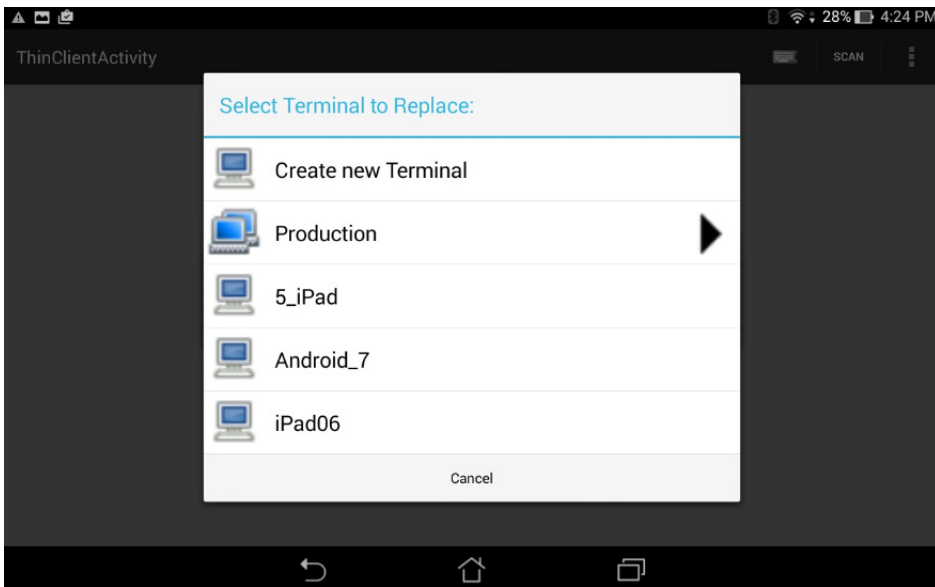 28% 4:24 PM
ThinClientActivity
SCAN
Select Terminal to Replace:
Create new Terminal
Production
5_iPad
Android_7
iPad06
Cancel